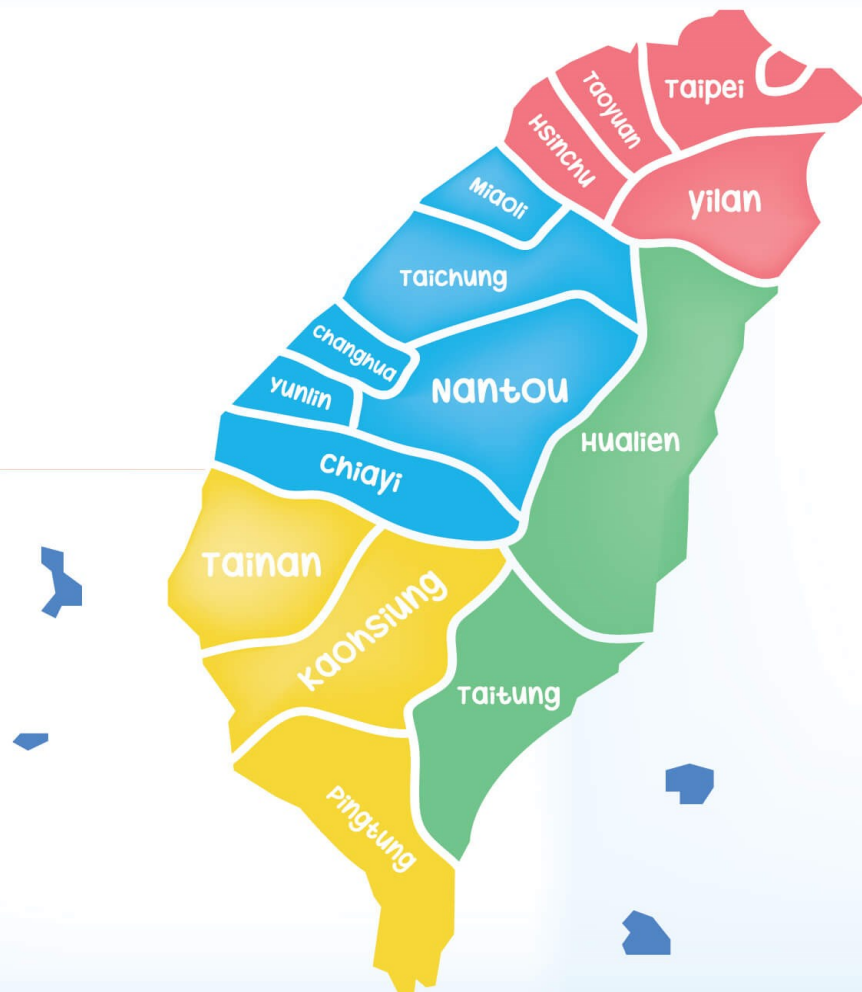 Taipei
Taoyuan
Hsinchu
Yilan
Miaoli
Taichung
Changhua
Nantou
Yunlin
Hualien
Chiayi
Tainan
Kaohsiung
Taitung
Pingtung